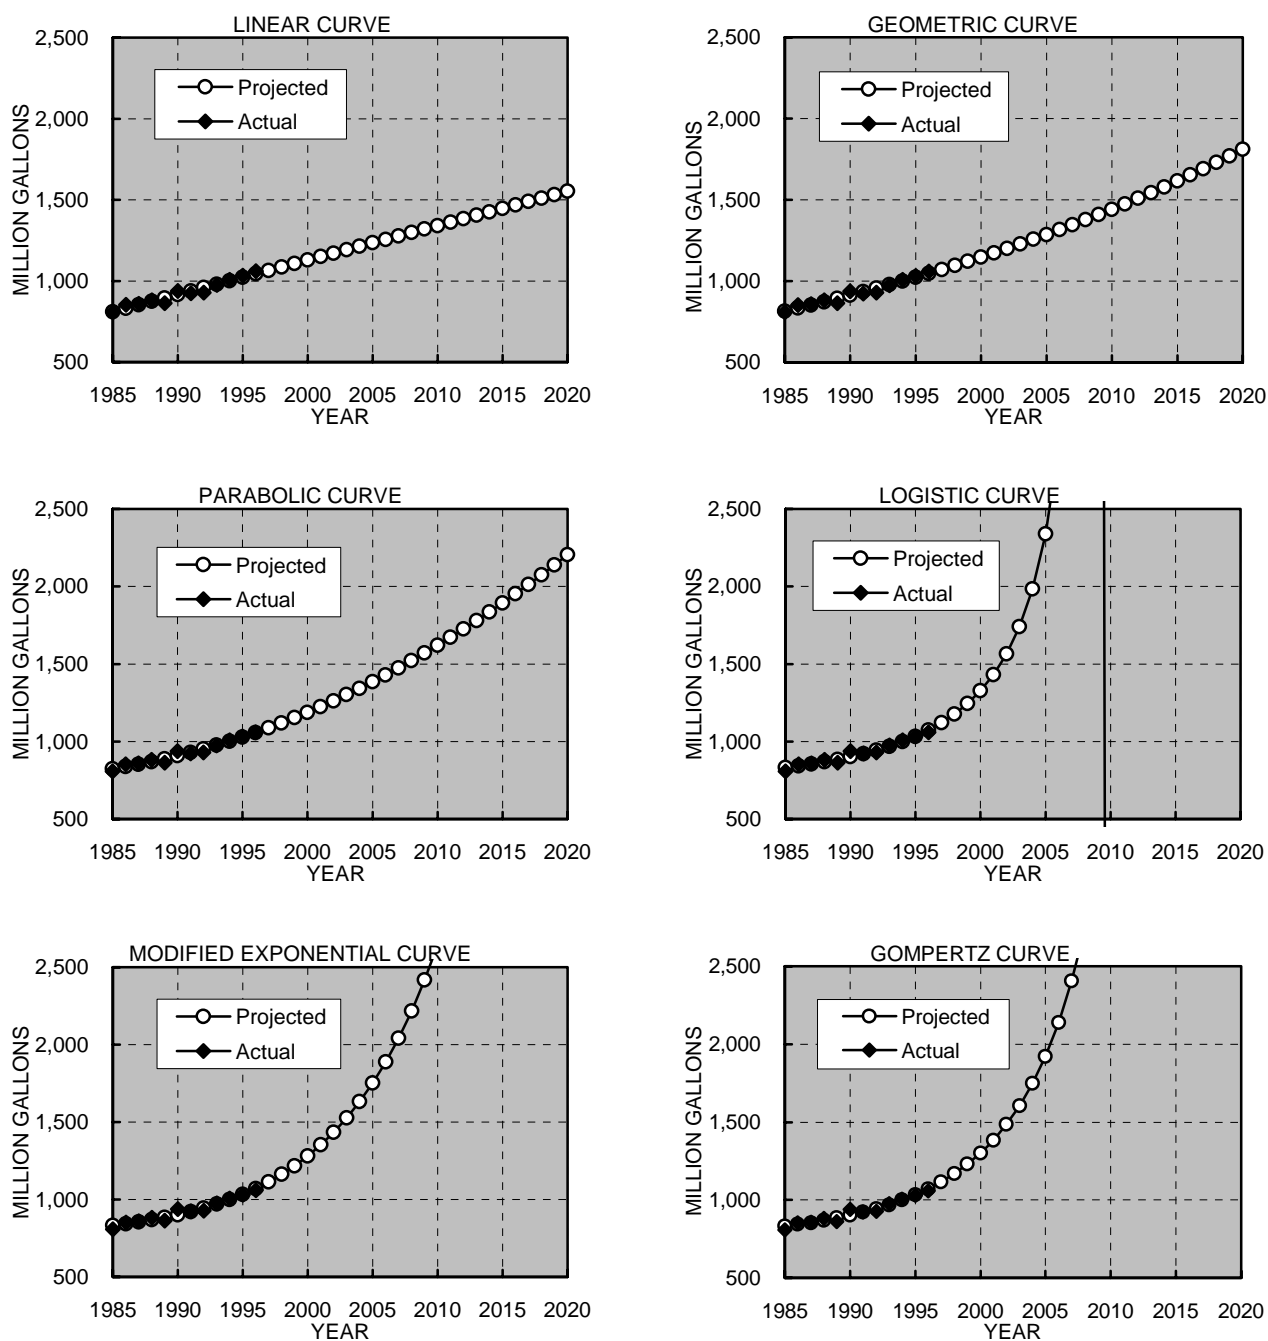 LINEAR CURVE
2,500
2,000
1,500
1,000
500
MILLION GALLONS
Projected
Actual
1985 1990 1995 2000 2005 2010 2015 2020
YEAR
GEOMETRIC CURVE
2,500
2,000
1,500
1,000
500
MILLION GALLONS
Projected
Actual
1985 1990 1995 2000 2005 2010 2015 2020
YEAR
PARABOLIC CURVE
2,500
2,000
1,500
1,000
500
MILLION GALLONS
Projected
Actual
1985 1990 1995 2000 2005 2010 2015 2020
YEAR
LOGISTIC CURVE
2,500
2,000
1,500
1,000
500
MILLION GALLONS
Projected
Actual
1985 1990 1995 2000 2005 2010 2015 2020
YEAR
MODIFIED EXPONENTIAL CURVE
2,500
2,000
1,500
1,000
500
MILLION GALLONS
Projected
Actual
1985 1990 1995 2000 2005 2010 2015 2020
YEAR
GOMPERTZ CURVE
2,500
2,000
1,500
1,000
500
MILLION GALLONS
Projected
Actual
1985 1990 1995 2000 2005 2010 2015 2020
YEAR